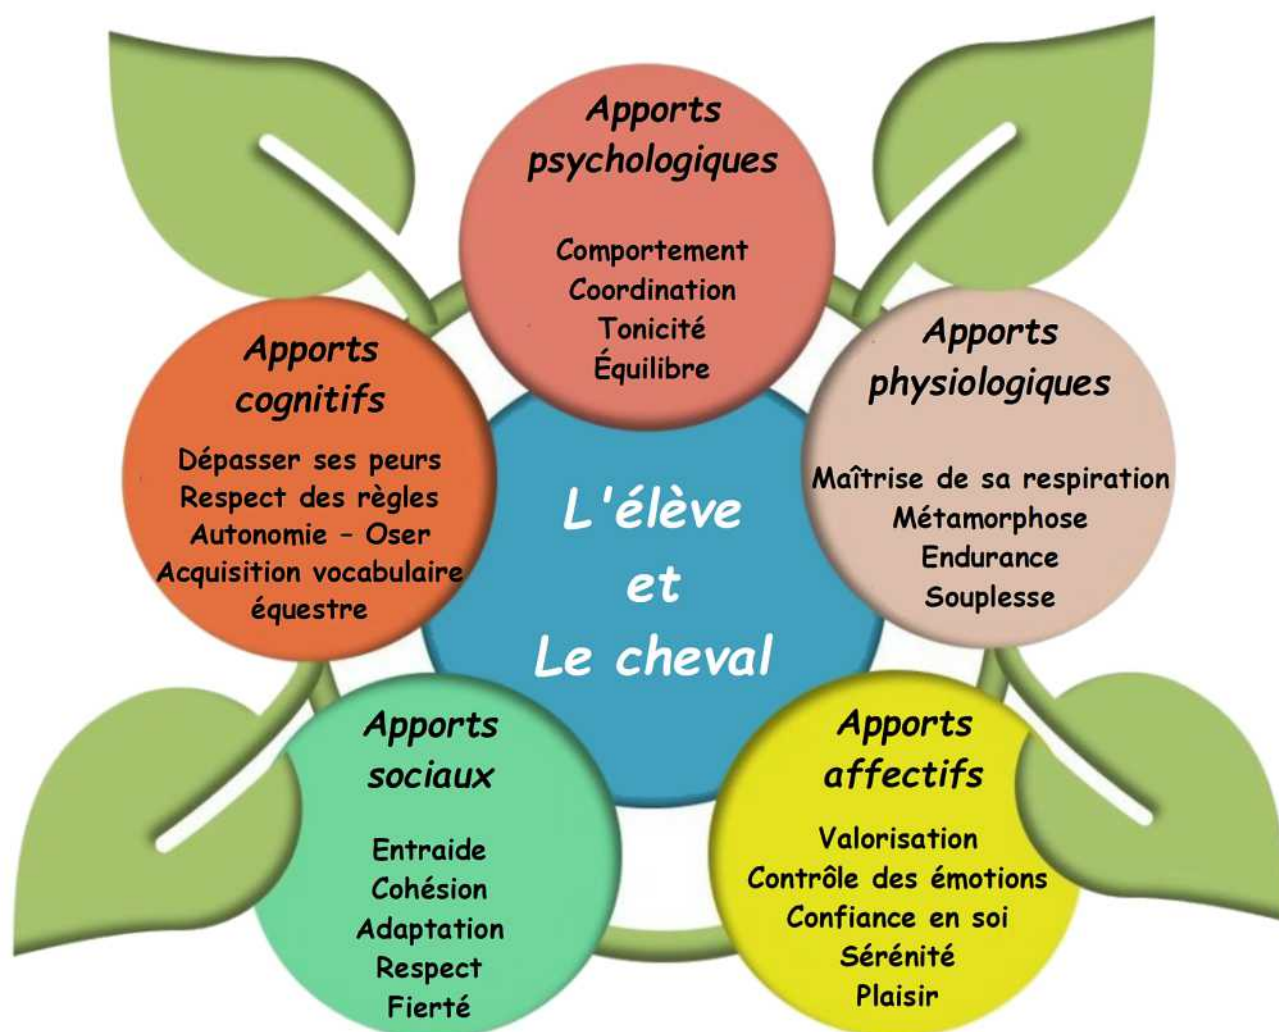 Apports
psychologiques
Comportement
Coordination
Tonicité
Équilibre
Apports
cognitifs
Dépasser ses peurs
Respect des règles
Autonomie – Oser
Acquisition vocabulaire
équestre
Apports
physiologiques
Maîtrise de sa respiration
Métamorphose
Endurance
Souplesse
L'élève
et
Le cheval
Apports
sociaux
Entraide
Cohésion
Adaptation
Respect
Fierté
Apports
affectifs
Valorisation
Contrôle des émotions
Confiance en soi
Sérénité
Plaisir